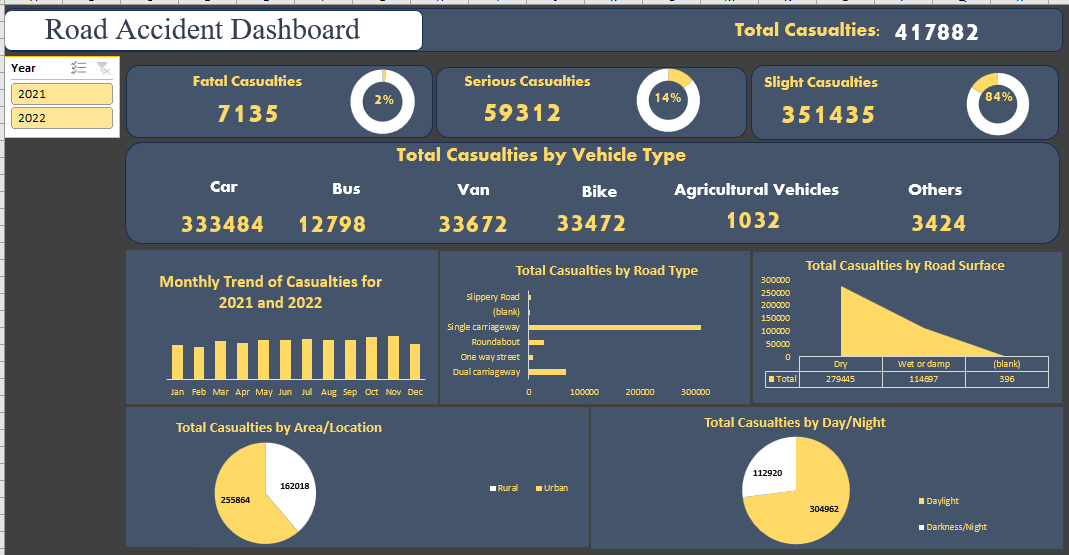 Road Accident Dashboard
Total Casualties: 417882
Year
2021
2022
Fatal Casualties
7135
2%
Serious Casualties
59312
14%
Slight Casualties
351435
84%
Total Casualties by Vehicle Type
Car
Bus
Van
Bike
Agricultural Vehicles
Others
333484
12798
33672
33472
1032
3424
Monthly Trend of Casualties for
2021 and 2022
Jan Feb Mar Apr May Jun Jul Aug Sep Oct Nov Dec
Total Casualties by Road Type
Slippery Road
(blank)
Single carriageway
Roundabout
One way street
Dual carriageway
0 100000 200000 300000
Total Casualties by Road Surface
300000
250000
200000
150000
100000
50000
0
Dry Wet or damp (blank)
Total 279445 114697 396
Total Casualties by Area/Location
162018
255864
Rural Urban
Total Casualties by Day/Night
112920
304962
Daylight
Darkness/Night